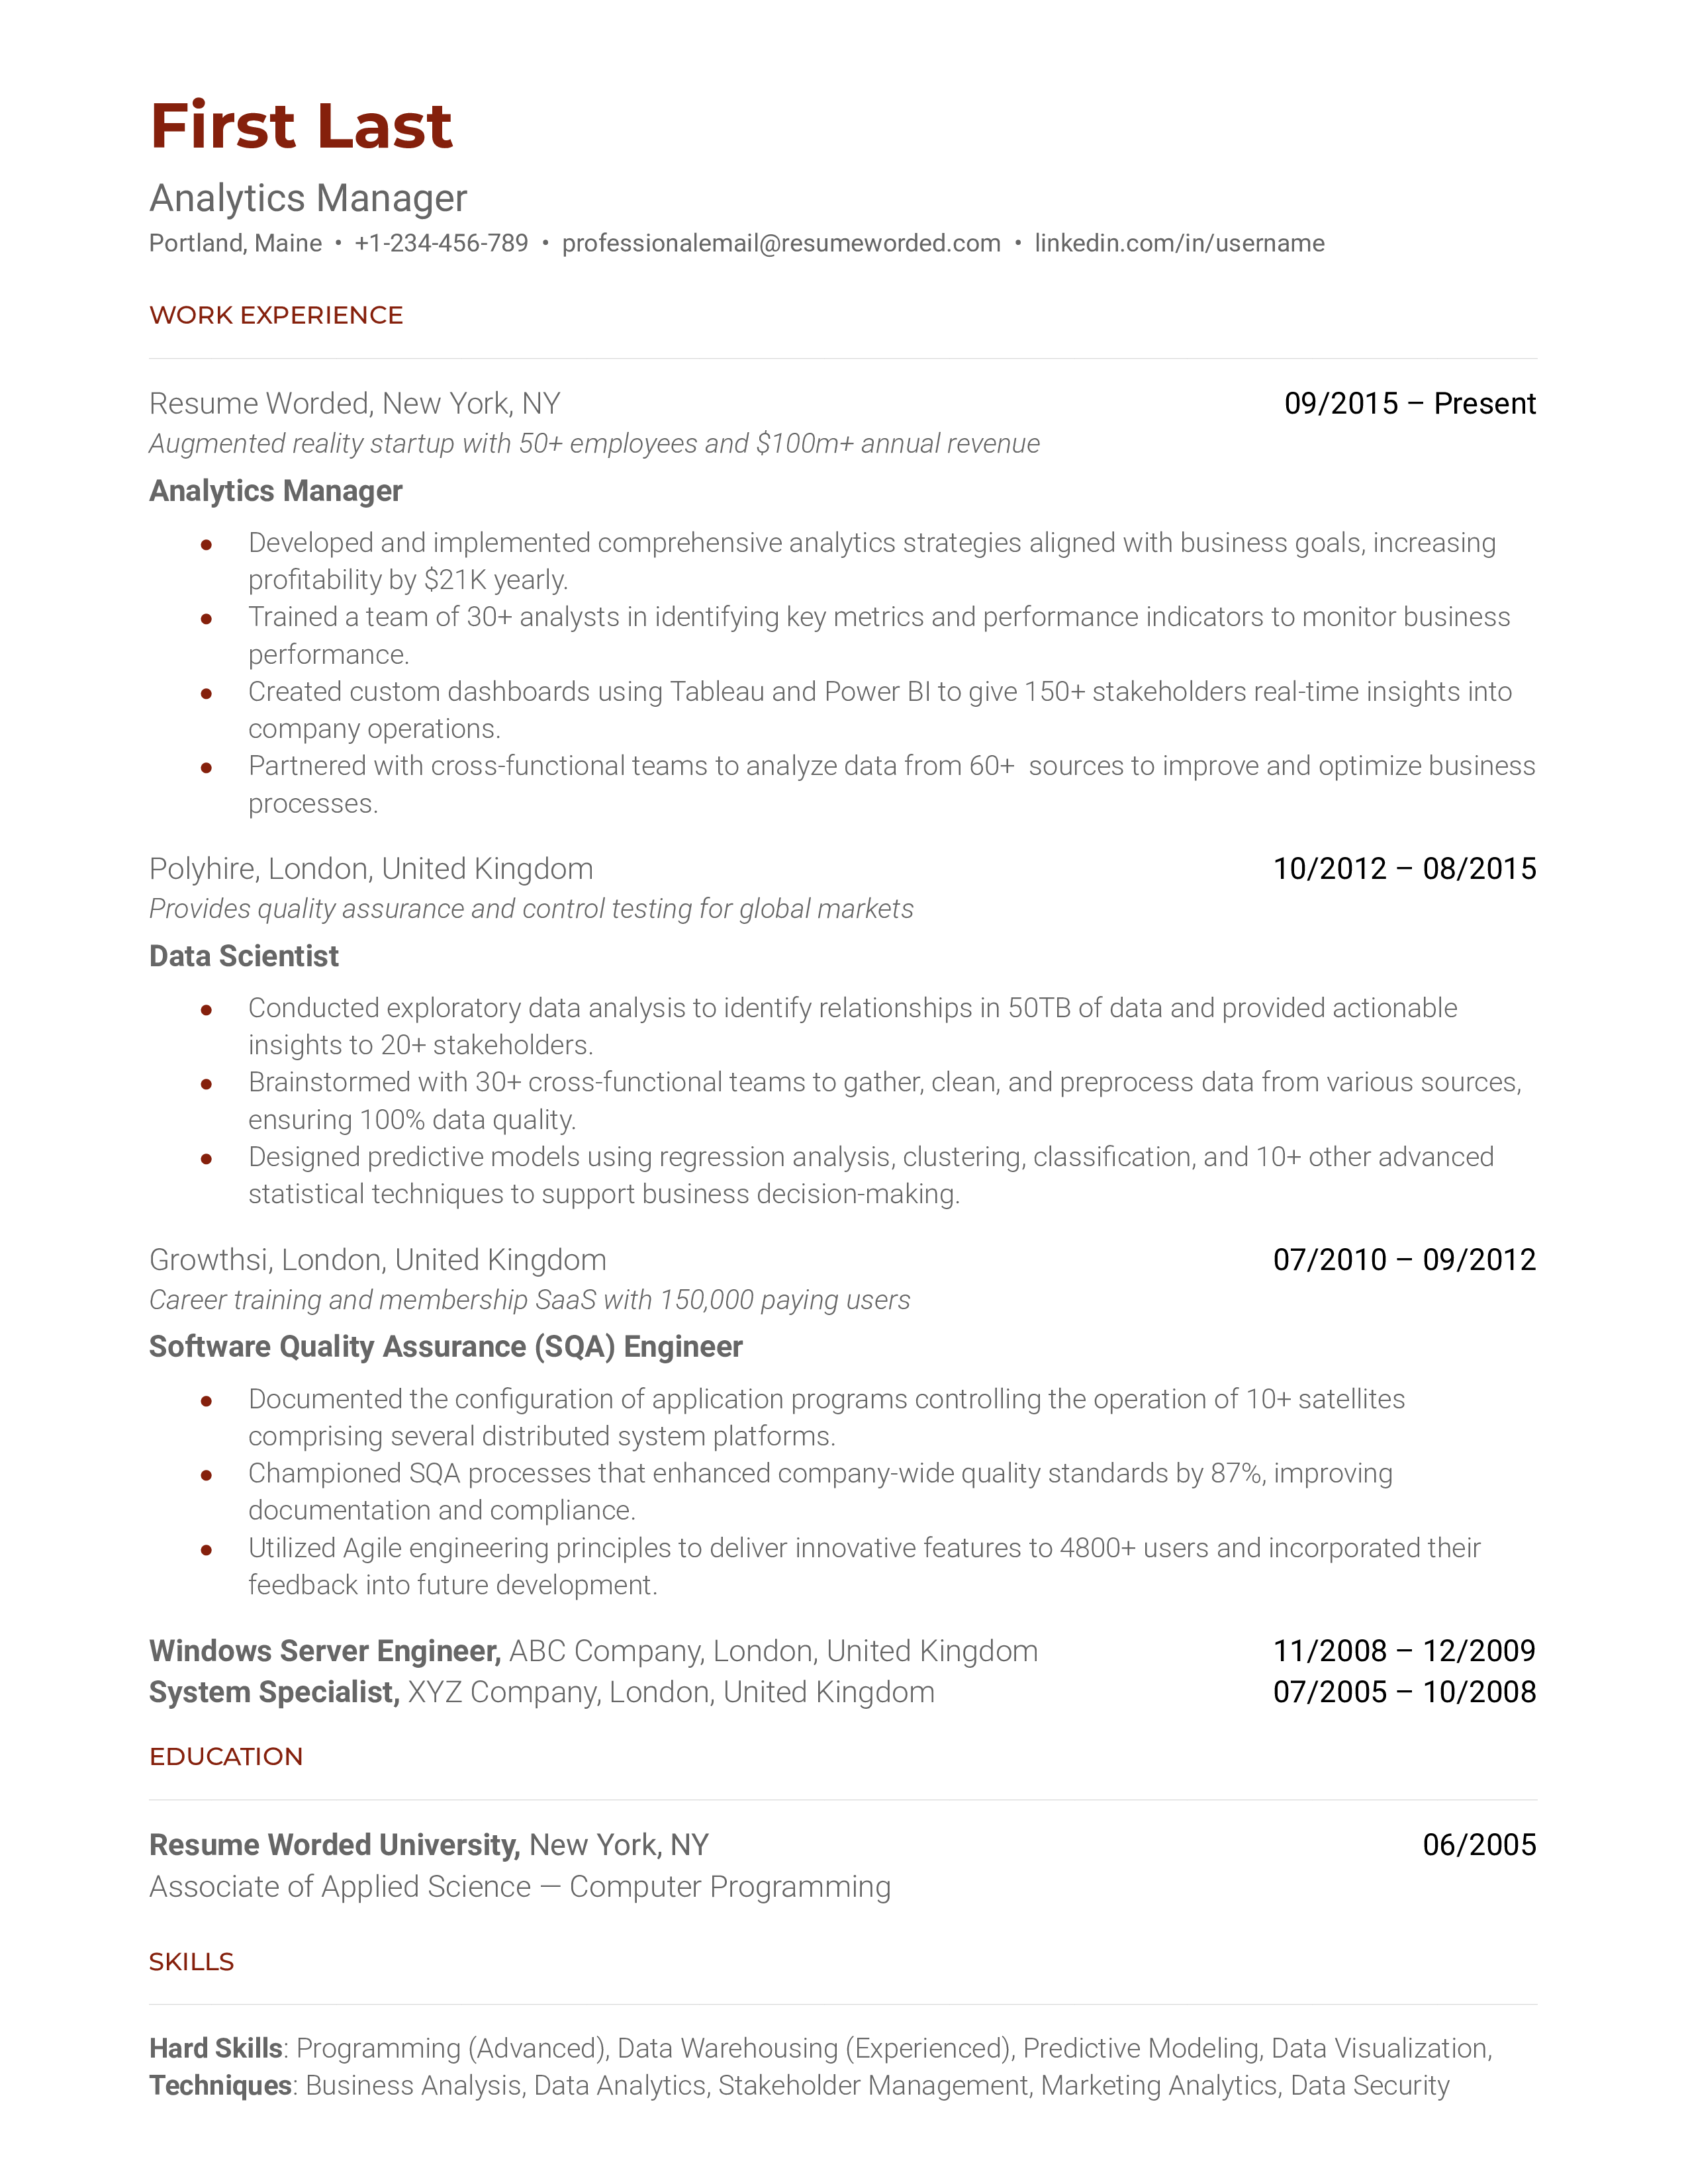 First Last
Analytics Manager
Portland, Maine • +1-234-456-789 • professionalemail@resumeworded.com • linkedin.com/in/username
WORK EXPERIENCE
Resume Worded, New York, NY 09/2015 – Present
Augmented reality startup with 50+ employees and $100m+ annual revenue
Analytics Manager
● Developed and implemented comprehensive analytics strategies aligned with business goals, increasing
profitability by $21K yearly.
● Trained a team of 30+ analysts in identifying key metrics and performance indicators to monitor business
performance.
● Created custom dashboards using Tableau and Power BI to give 150+ stakeholders real-time insights into
company operations.
● Partnered with cross-functional teams to analyze data from 60+  sources to improve and optimize business
processes.
Polyhire, London, United Kingdom 10/2012 – 08/2015
Provides quality assurance and control testing for global markets
Data Scientist
● Conducted exploratory data analysis to identify relationships in 50TB of data and provided actionable
insights to 20+ stakeholders.
● Brainstormed with 30+ cross-functional teams to gather, clean, and preprocess data from various sources,
ensuring 100% data quality.
● Designed predictive models using regression analysis, clustering, classification, and 10+ other advanced
statistical techniques to support business decision-making.
Growthsi, London, United Kingdom 07/2010 – 09/2012
Career training and membership SaaS with 150,000 paying users
Software Quality Assurance (SQA) Engineer
● Documented the configuration of application programs controlling the operation of 10+ satellites
comprising several distributed system platforms.
● Championed SQA processes that enhanced company-wide quality standards by 87%, improving
documentation and compliance.
● Utilized Agile engineering principles to deliver innovative features to 4800+ users and incorporated their
feedback into future development.
Windows Server Engineer, ABC Company, London, United Kingdom 11/2008 – 12/2009
System Specialist, XYZ Company, London, United Kingdom 07/2005 – 10/2008
EDUCATION
Resume Worded University, New York, NY 06/2005
Associate of Applied Science — Computer Programming
SKILLS
Hard Skills: Programming (Advanced), Data Warehousing (Experienced), Predictive Modeling, Data Visualization,
Techniques: Business Analysis, Data Analytics, Stakeholder Management, Marketing Analytics, Data Security